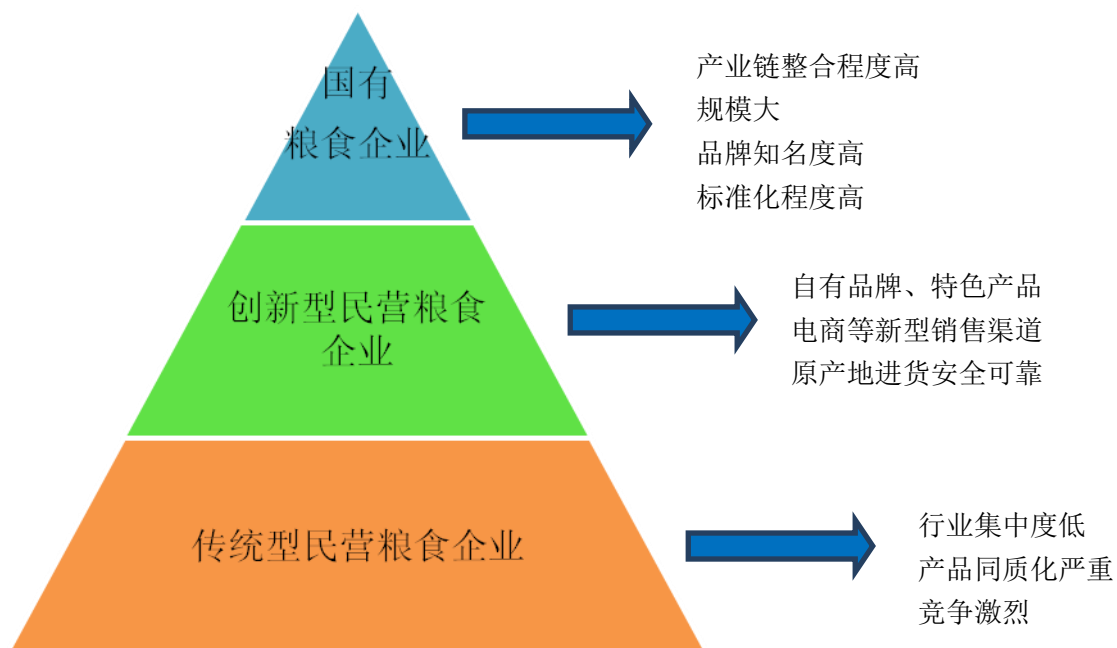 国有
粮食企业
产业链整合程度高
规模大
品牌知名度高
标准化程度高
创新型民营粮食
企业
自有品牌、特色产品
电商等新型销售渠道
原产地进货安全可靠
传统型民营粮食企业
行业集中度低
产品同质化严重
竞争激烈